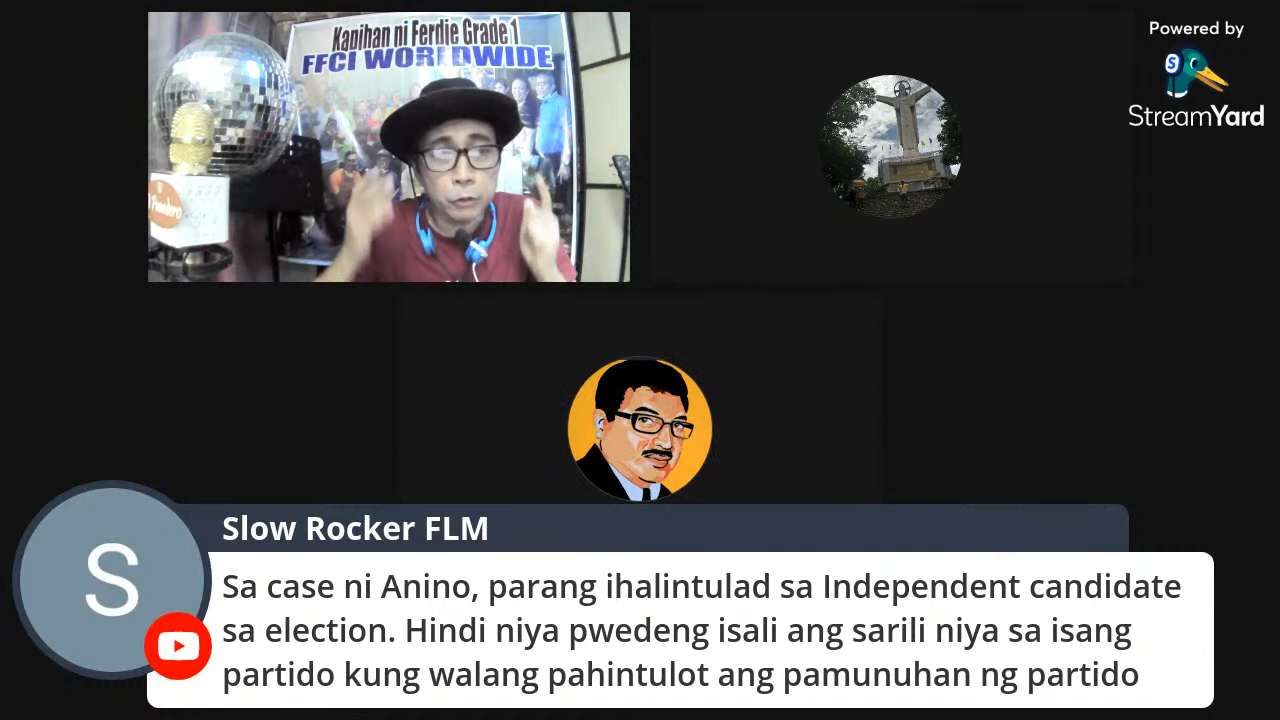 Kapihan ni Ferdie Grade 1
FFCI WORLDWIDE
Powered by
S
StreamYard
S
Slow Rocker FLM
Sa case ni Anino, parang ihalintulad sa Independent candidate
sa election. Hindi niya pwedeng isali ang sarili niya sa isang
partido kung walang pahintulot ang pamunuhan ng partido